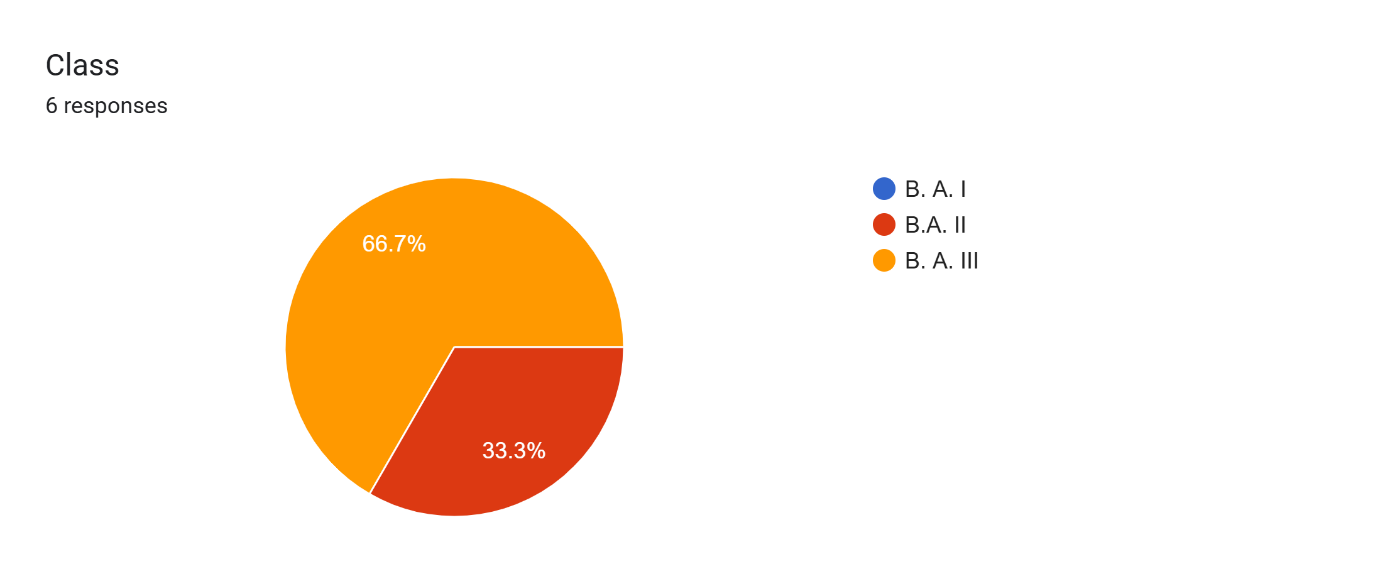 Class
6 responses
66.7%
33.3%
B. A. I
B.A. II
B. A. III